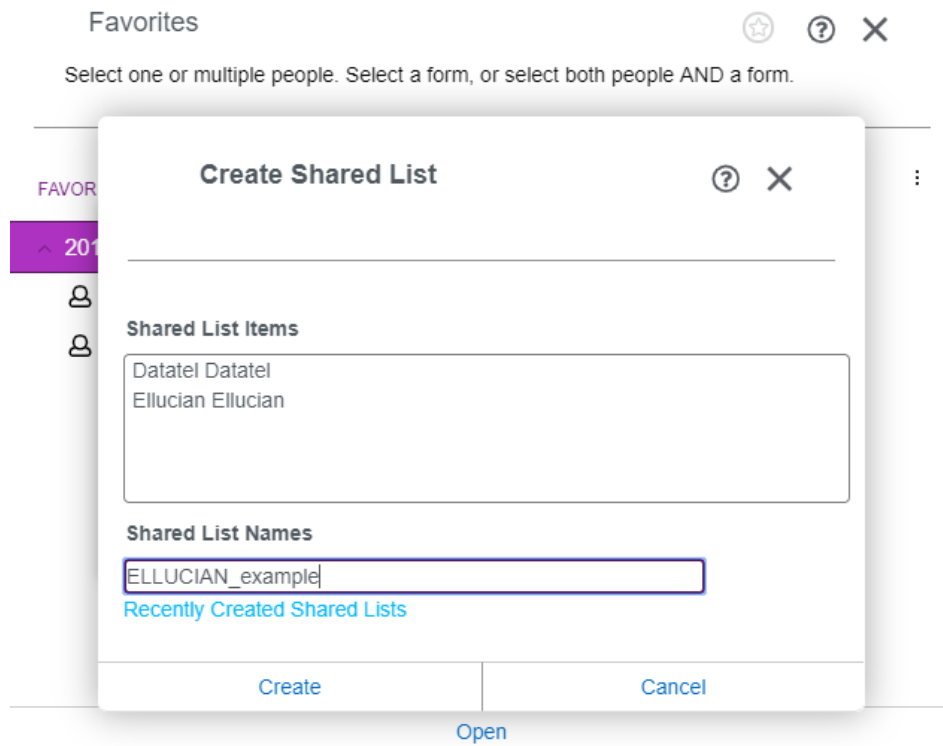 Favorites
Select one or multiple people. Select a form, or select both people AND a form.
FAVOR
201
Create Shared List
Shared List Items
Datatel Datatel
Ellucian Ellucian
Shared List Names
ELLUCIAN_example
Recently Created Shared Lists
Create
Cancel
Open